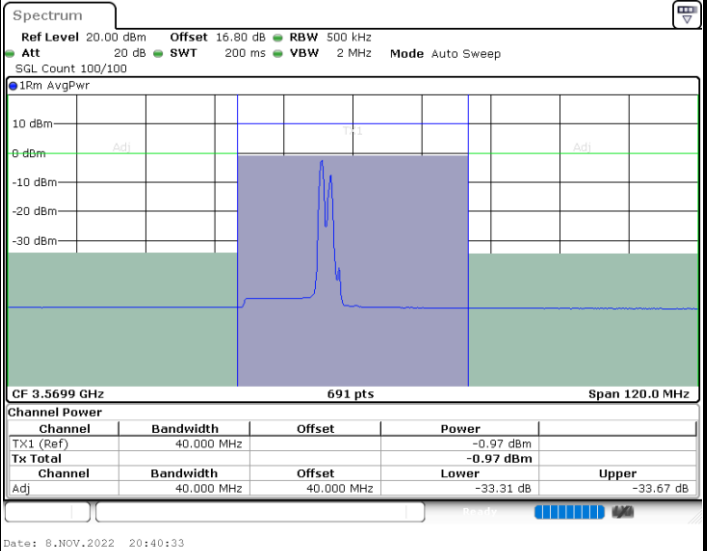 Spectrum
Ref Level 20.00 dBm Offset 16.80 dB RBW 500 kHz
Att 20 dB SWT 200 ms VBW 2 MHz Mode Auto Sweep
SGL Count 100/100
1Rm AvgPwr
10 dBm
TX1
0 dBm Adj Adj
-10 dBm
-20 dBm
-30 dBm
CF 3.5699 GHz 691 pts Span 120.0 MHz
Channel Power
Channel Bandwidth Offset Power
TX1 (Ref) 40.000 MHz -0.97 dBm
Tx Total -0.97 dBm
Channel Bandwidth Offset Lower Upper
Adj 40.000 MHz 40.000 MHz -33.31 dB -33.67 dB
Ready
Date: 8.NOV.2022 20:40:33